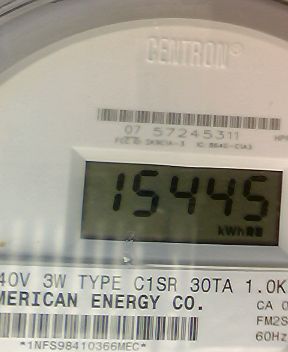 CENTRON®
07 57245311
15445
kWh
40V 3W TYPE C1SR 30TA 1.0K
MERICAN ENERGY CO.
CA 0
FM2S
60Hz
*1NFS98410366MEC*